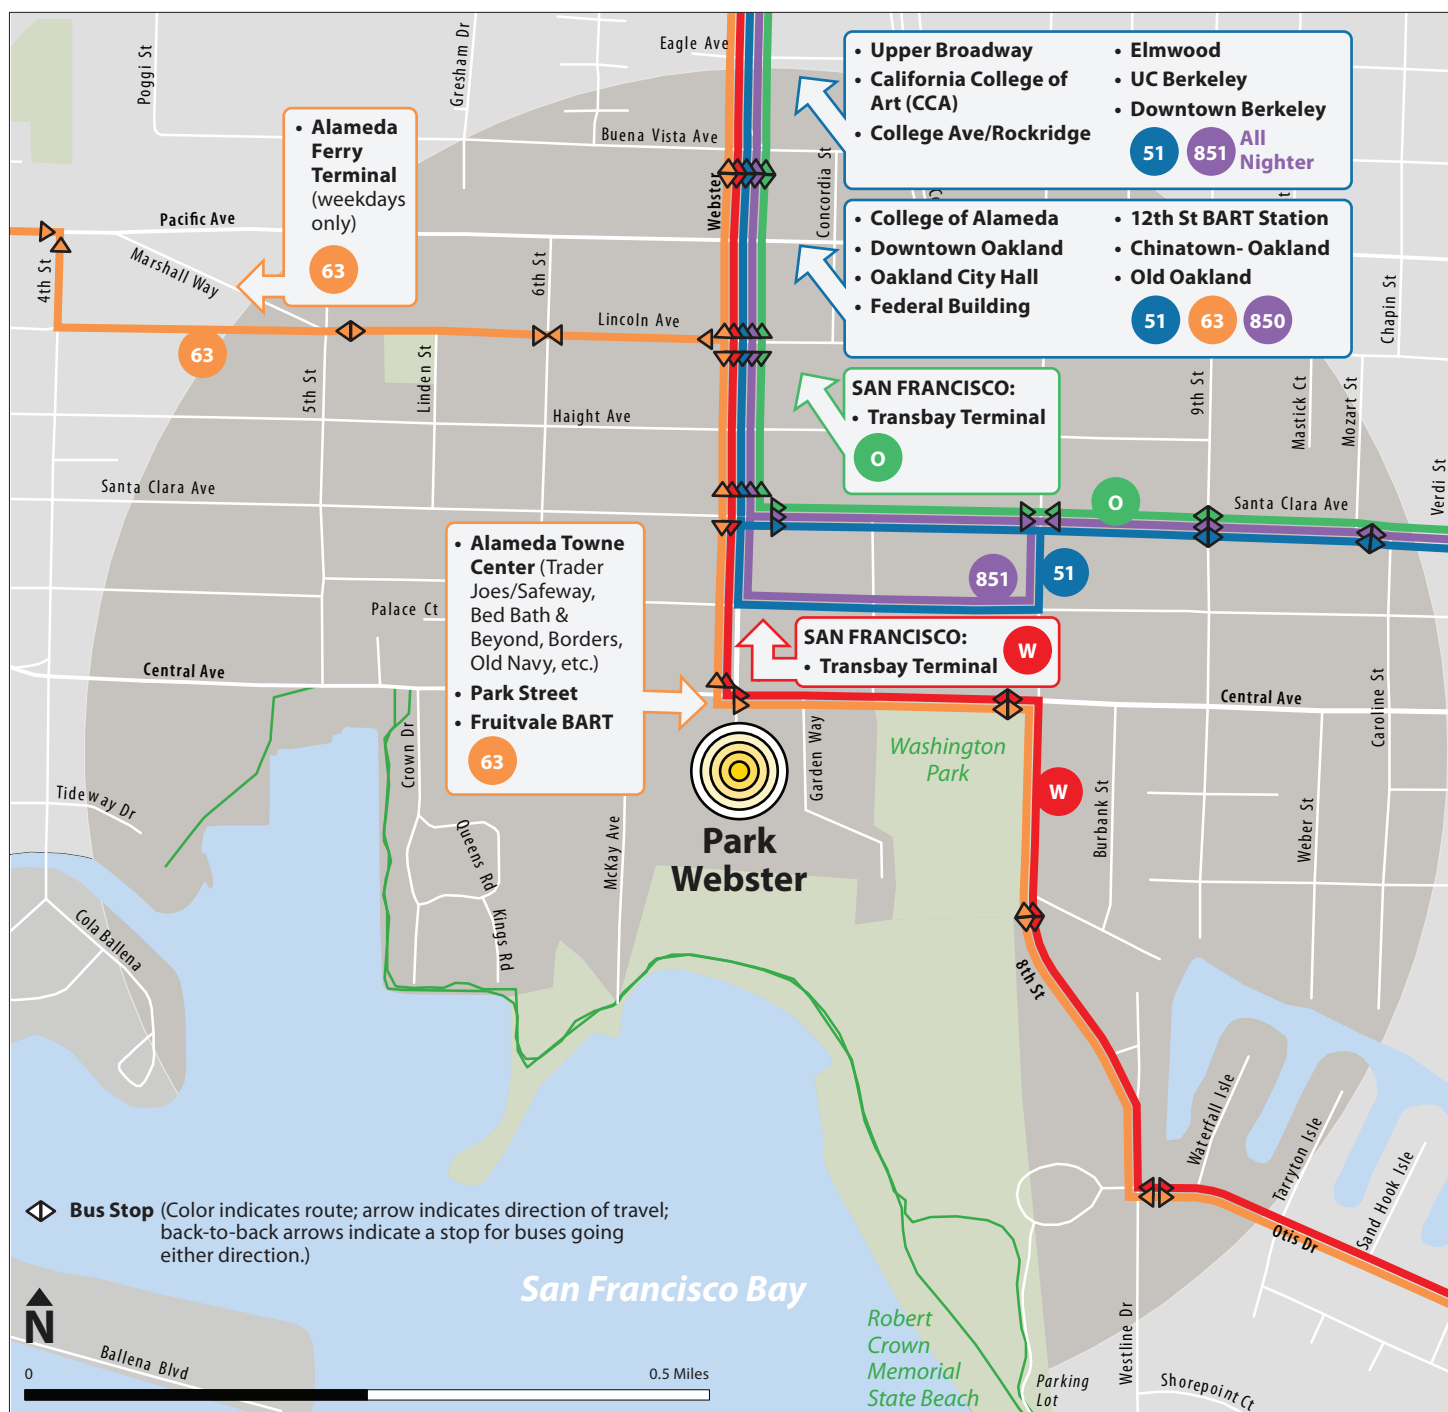 Poggi St
Gresham Dr
Eagle Ave
Buena Vista Ave
Webster
Concordia St
Pacific Ave
Marshall Way
4th St
6th St
Lincoln Ave
5th St
Linden St
Haight Ave
Santa Clara Ave
Palace Ct
Central Ave
Crown Dr
Tideway Dr
Queens Rd
Kings Rd
McKay Ave
Cola Ballena
Garden Way
Burbank St
Weber St
Caroline St
Central Ave
Santa Clara Ave
Verdi St
9th St
Mastick Ct
Mozart St
Chapin St
8th St
Waterfall Isle
Tarryton Isle
Sand Hook Isle
Otis Dr
Westline Dr
Shorepoint Ct
Parking
Lot
Ballena Blvd
• Upper Broadway
• California College of
Art (CCA)
• College Ave/Rockridge
• Elmwood
• UC Berkeley
• Downtown Berkeley
51 851 All
Nighter
• College of Alameda
• Downtown Oakland
• Oakland City Hall
• Federal Building
• 12th St BART Station
• Chinatown- Oakland
• Old Oakland
51 63 850
• Alameda
Ferry
Terminal
(weekdays
only)
63
63
SAN FRANCISCO:
• Transbay Terminal
O
O
851
51
• Alameda Towne
Center (Trader
Joes/Safeway,
Bed Bath &
Beyond, Borders,
Old Navy, etc.)
• Park Street
• Fruitvale BART
63
SAN FRANCISCO:
• Transbay Terminal
W
W
Washington
Park
Park
Webster
Bus Stop (Color indicates route; arrow indicates direction of travel;
back-to-back arrows indicate a stop for buses going
either direction.)
San Francisco Bay
Robert
Crown
Memorial
State Beach
N
0 0.5 Miles